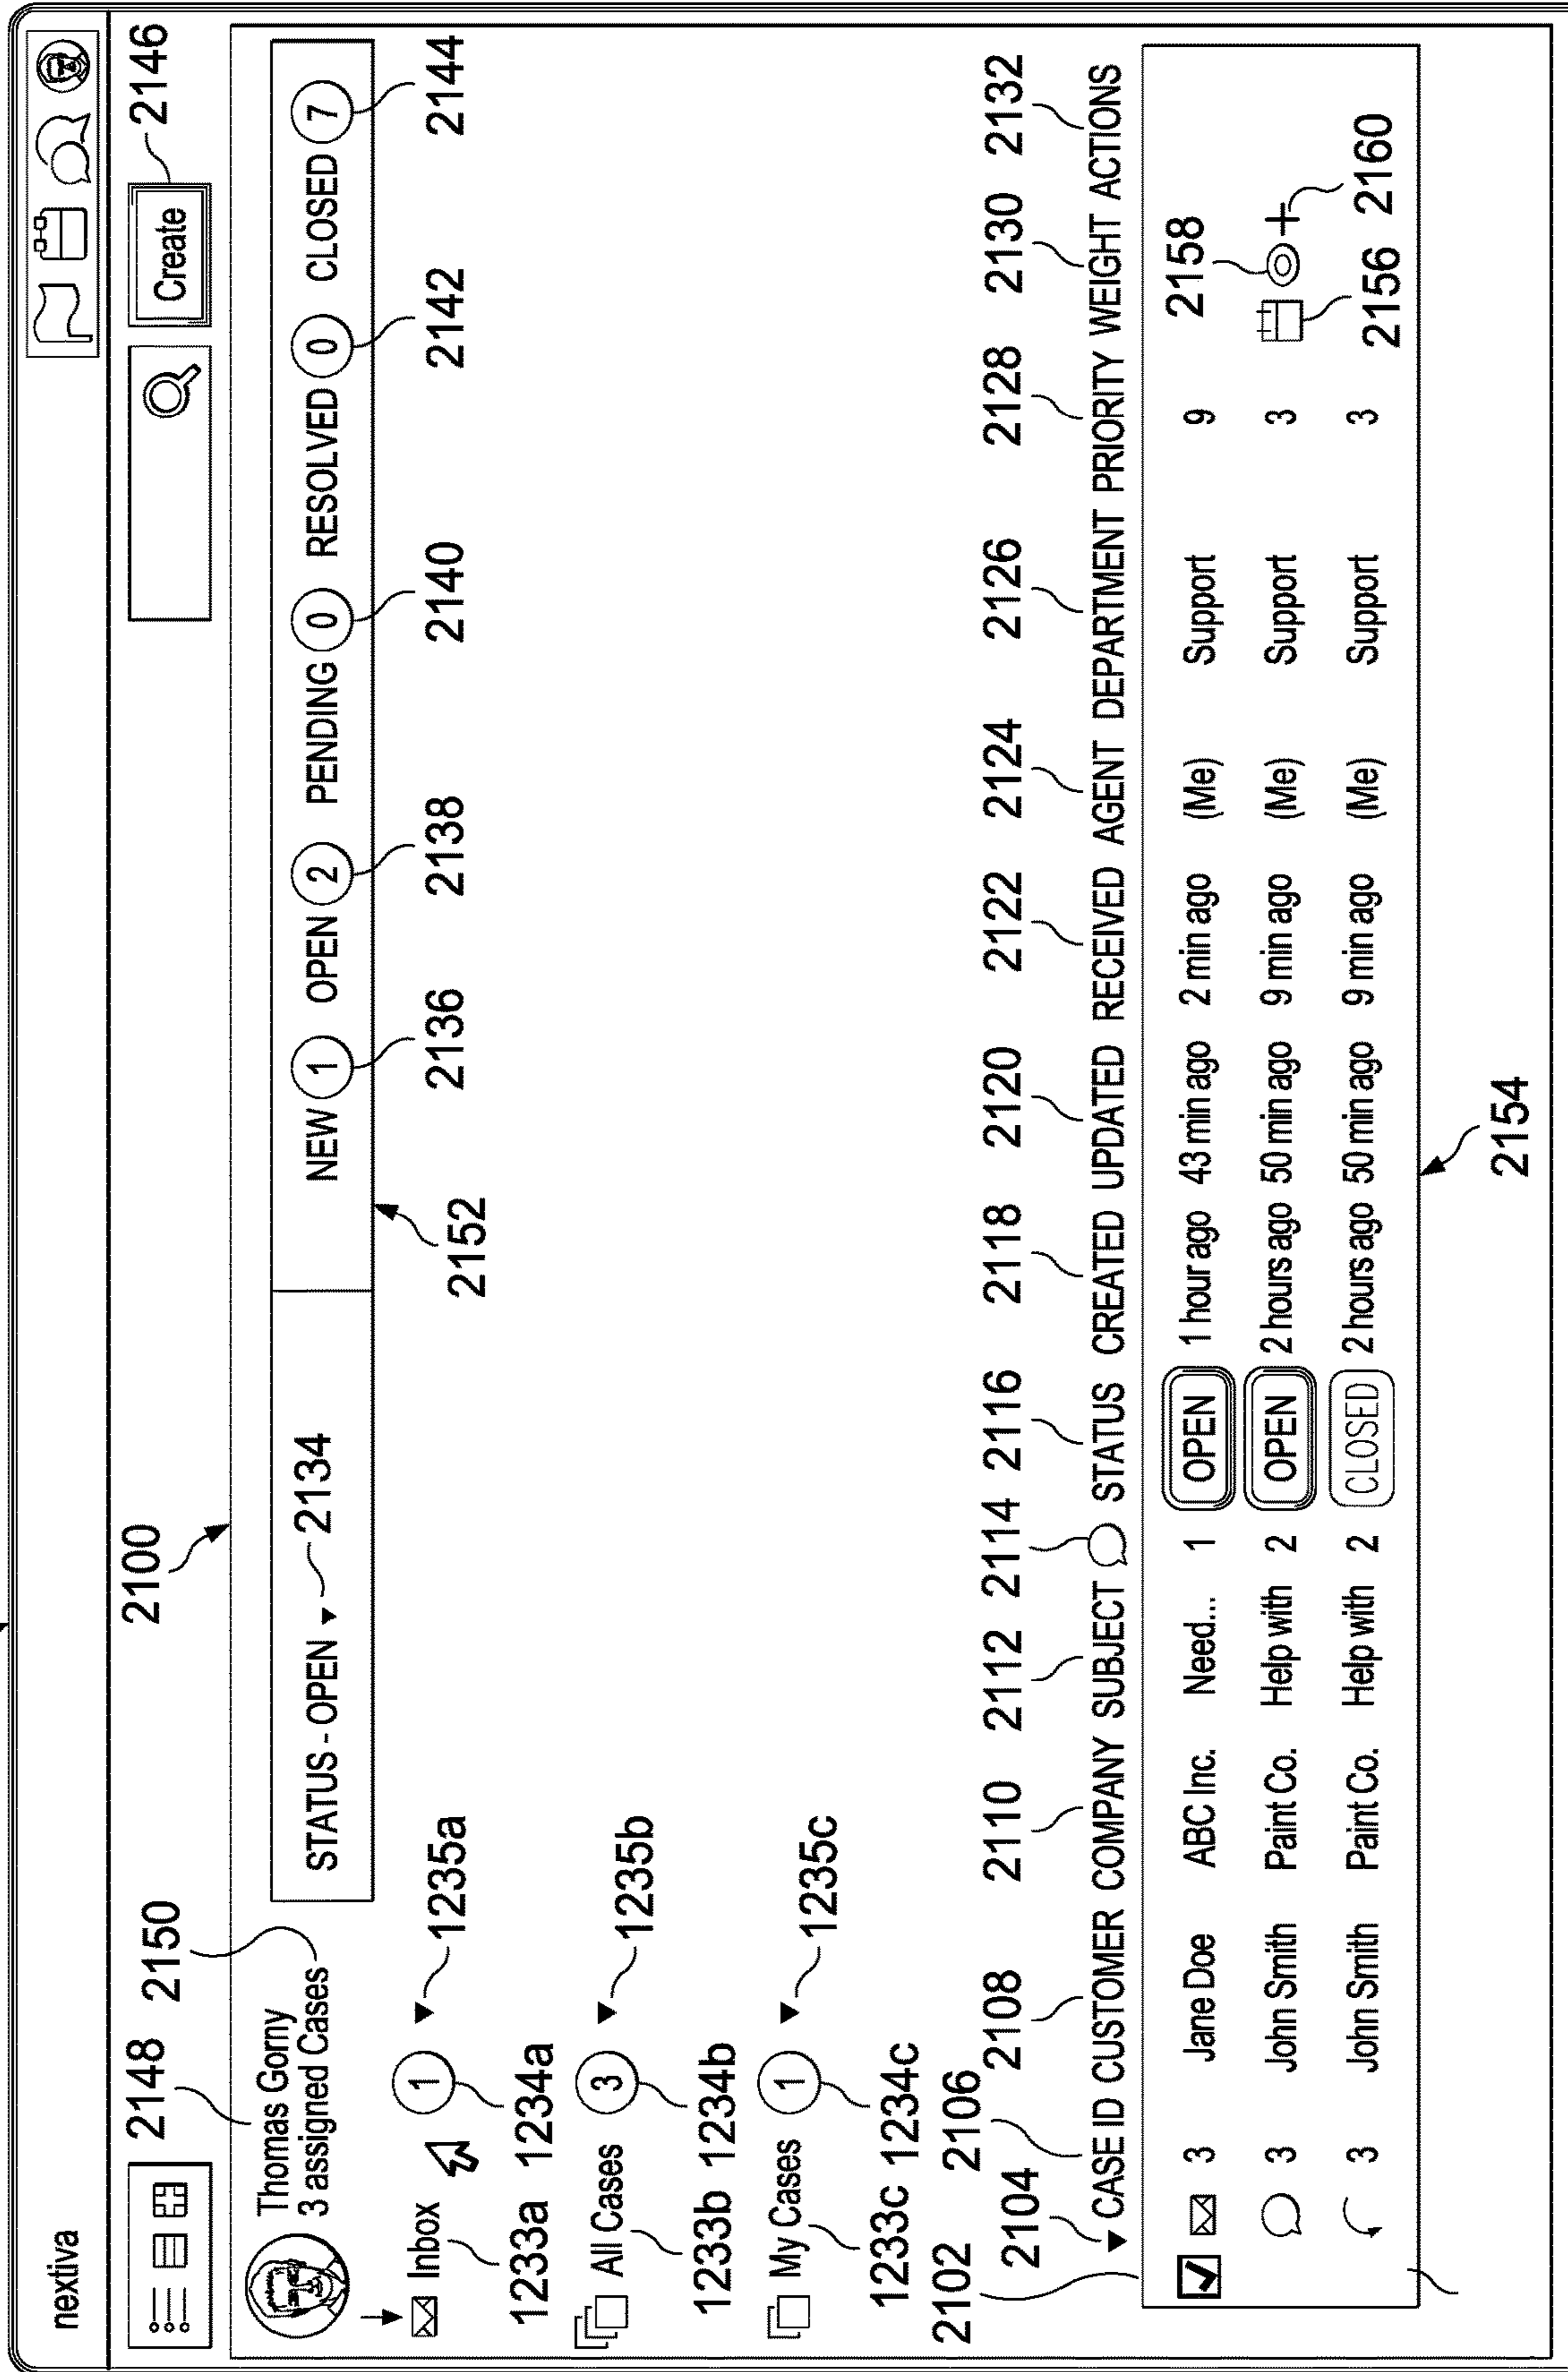 nextiva
2148 2150 2100 2146
Create
Thomas Gorny
3 assigned Cases
STATUS - OPEN 2134 NEW 1 OPEN 2 PENDING 0 RESOLVED 0 CLOSED 7
2152 2136 2138 2140 2142 2144
Inbox 1 1235a
1233a 1234a
All Cases 3 1235b
1233b 1234b
My Cases 1 1235c
1233c 1234c
2102 2104 2106 2108 2110 2112 2114 2116 2118 2120 2122 2124 2126 2128 2130 2132
CASE ID CUSTOMER COMPANY SUBJECT STATUS CREATED UPDATED RECEIVED AGENT DEPARTMENT PRIORITY WEIGHT ACTIONS
3 Jane Doe ABC Inc. Need... 1 OPEN 1 hour ago 43 min ago 2 min ago (Me) Support 9 2158
3 John Smith Paint Co. Help with 2 OPEN 2 hours ago 50 min ago 9 min ago (Me) Support 3
3 John Smith Paint Co. Help with 2 CLOSED 2 hours ago 50 min ago 9 min ago (Me) Support 3 2156 2160
2154